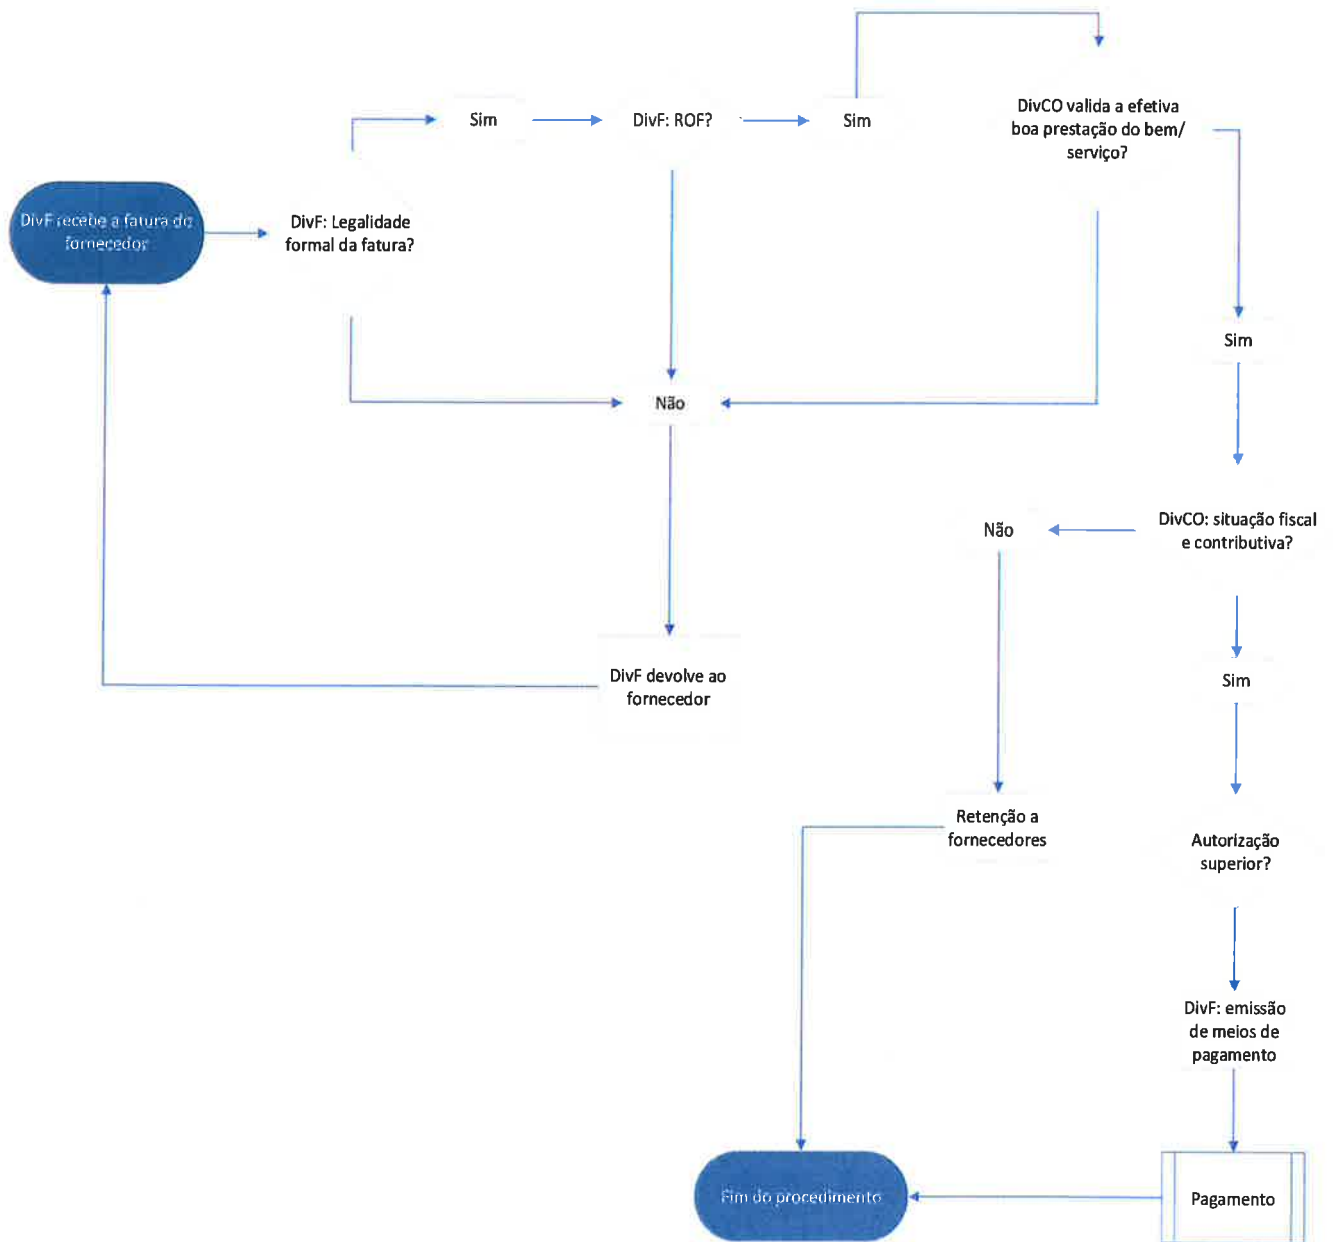 Sim
DivF: ROF?
Sim
DivCO valida a efetiva
boa prestação do bem/
serviço?
DivF recebe a fatura do
fornecedor
DivF: Legalidade
formal da fatura?
Sim
Não
Não
DivCO: situação fiscal
e contributiva?
DivF devolve ao
fornecedor
Sim
Retenção a
fornecedores
Autorização
superior?
DivF: emissão
de meios de
pagamento
Fim do procedimento
Pagamento